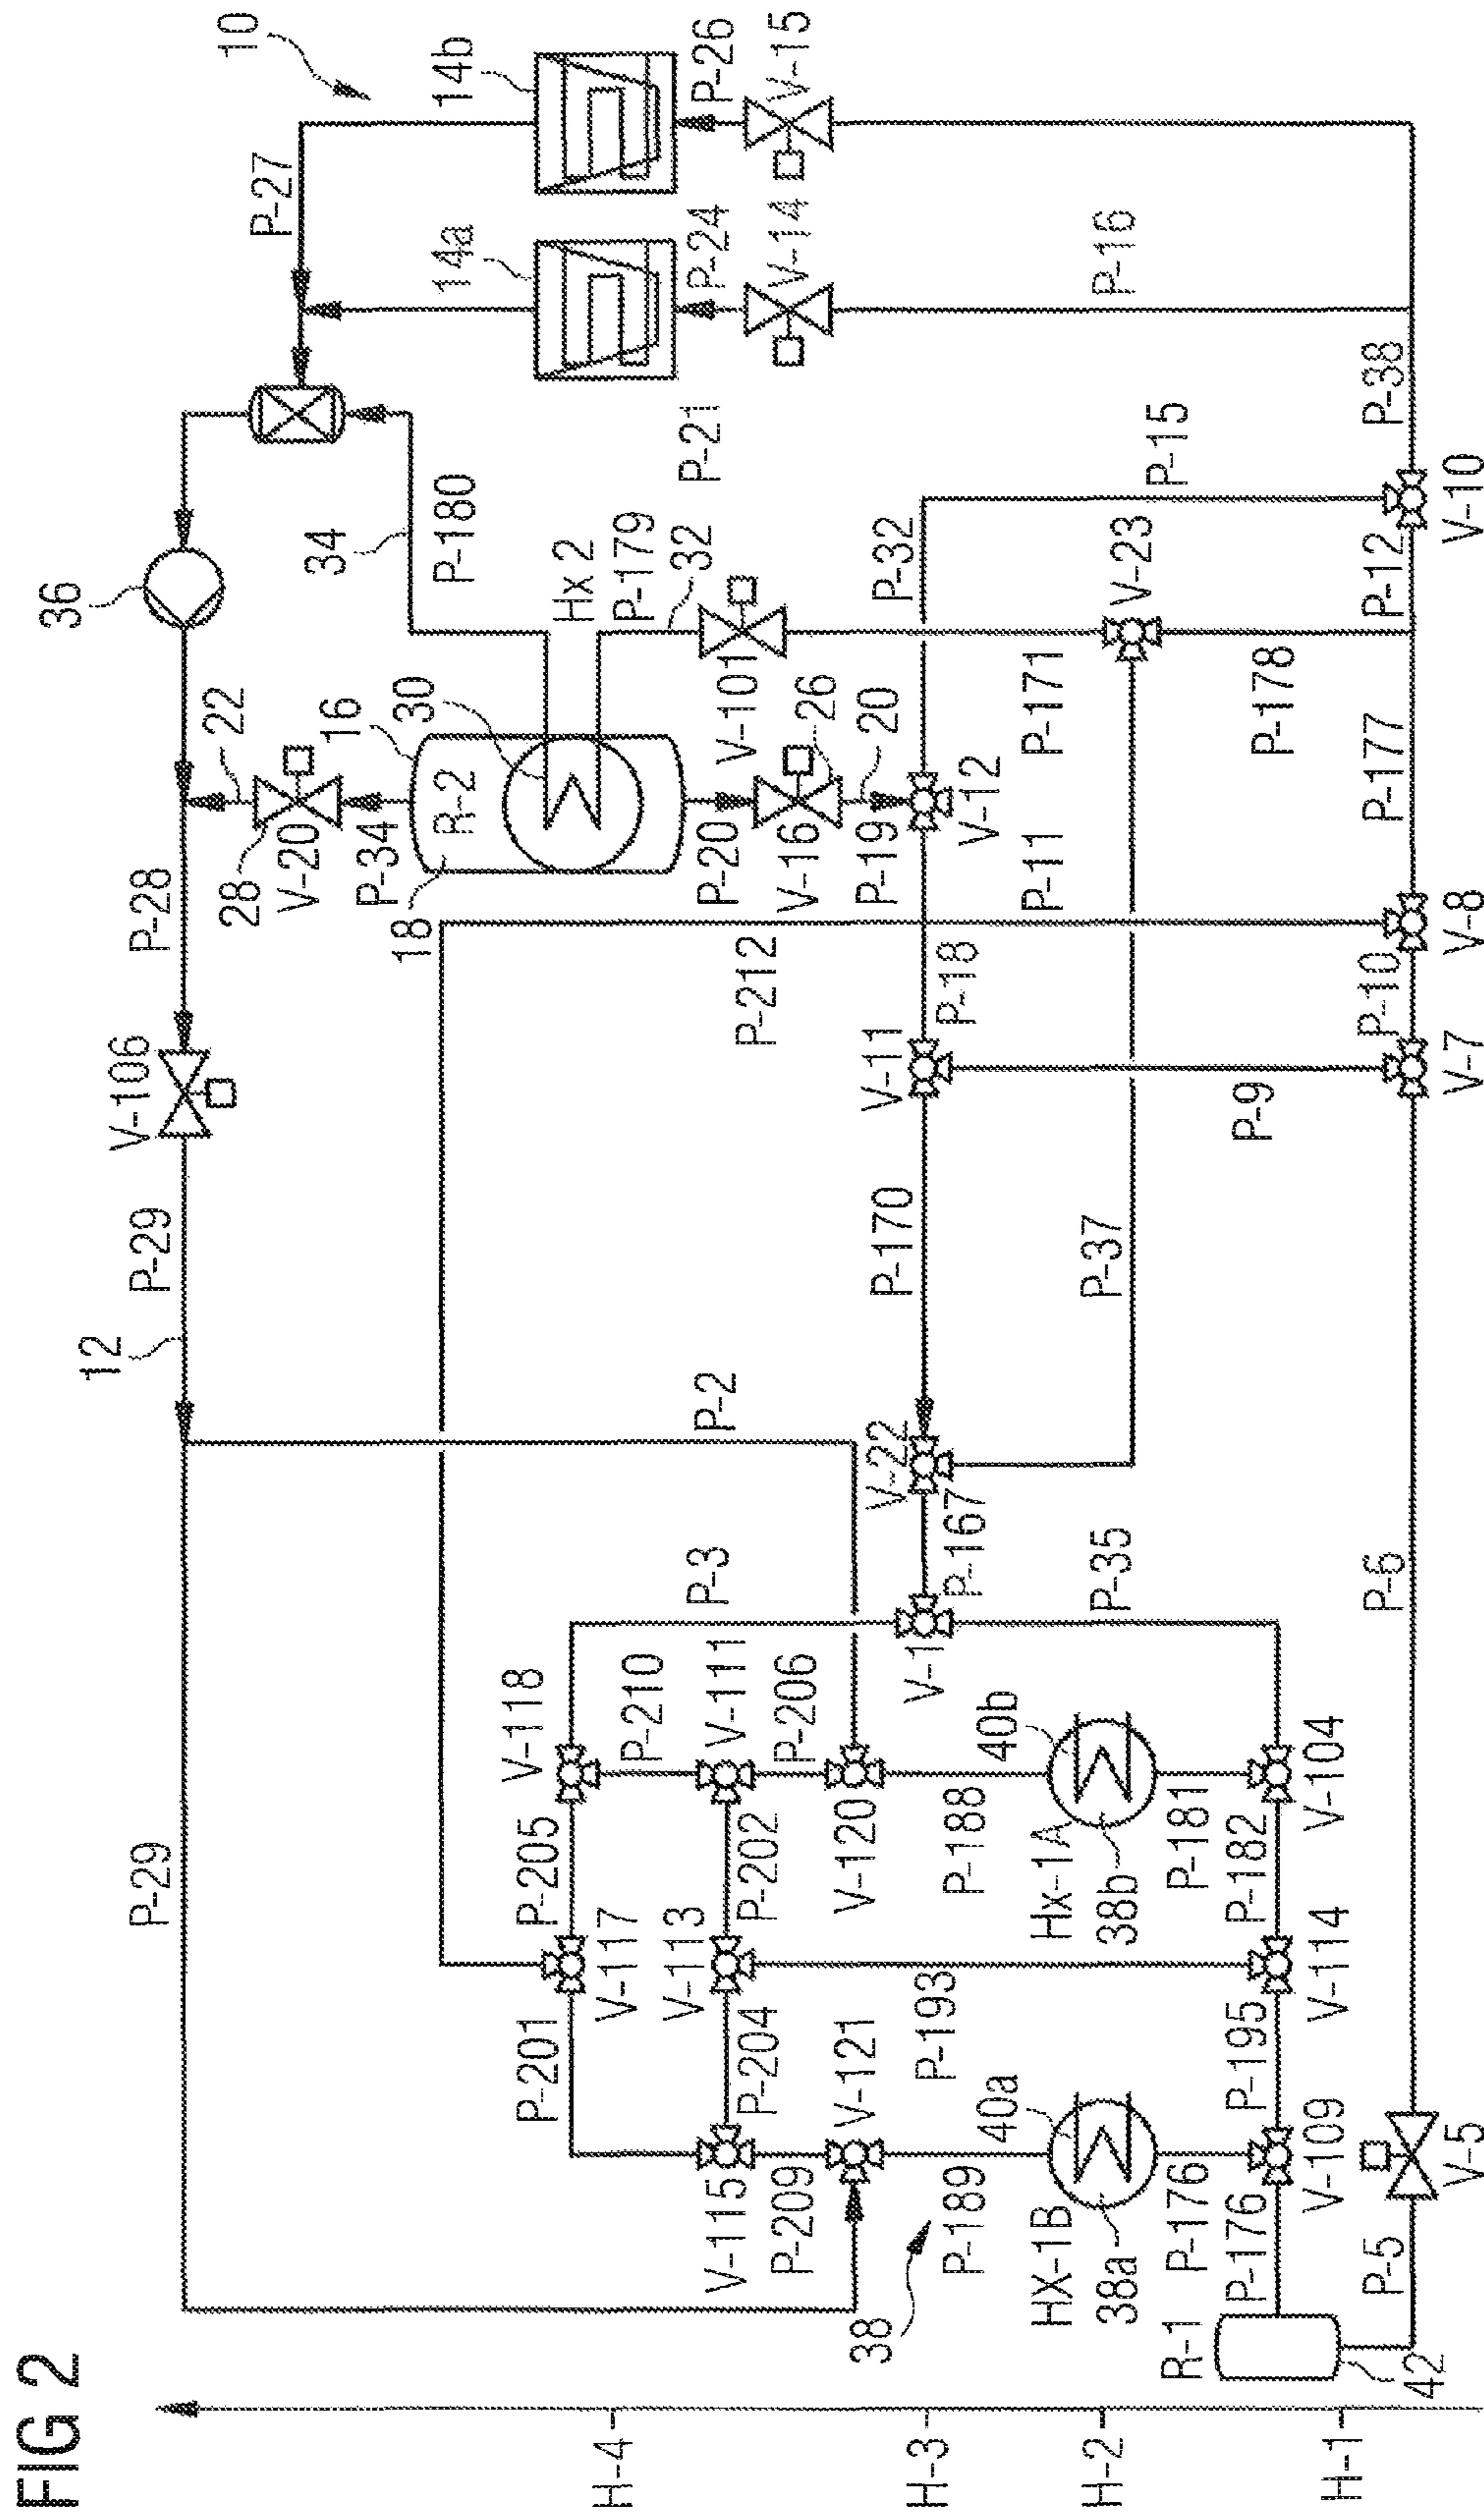 FIG 2
H-4
H-3
H-2
H-1
P-29
12
P-29
V-106
P-28
22
28
V-20
P-34
36
16
R-2
18
30
34
P-180
Hx 2
P-179
32
V-101
P-20
V-16
26
P-19
20
V-12
P-27
10
14a
14b
P-24
P-26
V-14
V-15
P-21
P-16
P-32
P-15
P-38
V-10
P-12
V-23
P-171
P-178
P-177
P-11
V-8
P-10
V-7
P-212
P-18
V-11
P-9
P-170
P-37
V-22
P-167
P-2
P-3
V-1
P-35
P-6
V-118
P-210
V-111
P-206
P-205
P-202
V-120
V-117
V-113
P-201
P-204
V-121
V-115
P-209
P-188
40b
Hx-1A
38b
P-181
V-104
P-182
V-114
P-193
P-195
P-189
40a
HX-1B
38a
P-176
P-176
V-109
38
R-1
42
P-5
V-5